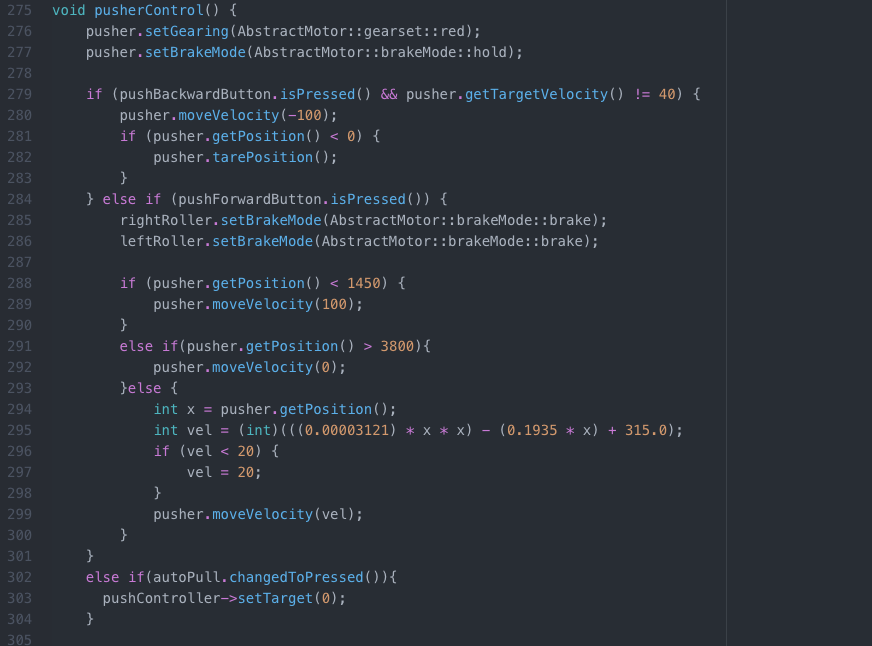 275 void pusherControl() {
276     pusher.setGearing(AbstractMotor::gearset::red);
277     pusher.setBrakeMode(AbstractMotor::brakeMode::hold);
278
279     if (pushBackwardButton.isPressed() && pusher.getTargetVelocity() != 40) {
280         pusher.moveVelocity(-100);
281         if (pusher.getPosition() < 0) {
282             pusher.tarePosition();
283         }
284     } else if (pushForwardButton.isPressed()) {
285         rightRoller.setBrakeMode(AbstractMotor::brakeMode::brake);
286         leftRoller.setBrakeMode(AbstractMotor::brakeMode::brake);
287
288         if (pusher.getPosition() < 1450) {
289             pusher.moveVelocity(100);
290         }
291         else if(pusher.getPosition() > 3800){
292             pusher.moveVelocity(0);
293         }else {
294             int x = pusher.getPosition();
295             int vel = (int)(((0.00003121) * x * x) - (0.1935 * x) + 315.0);
296             if (vel < 20) {
297                 vel = 20;
298             }
299             pusher.moveVelocity(vel);
300         }
301     }
302     else if(autoPull.changedToPressed()){
303       pushController->setTarget(0);
304     }
305